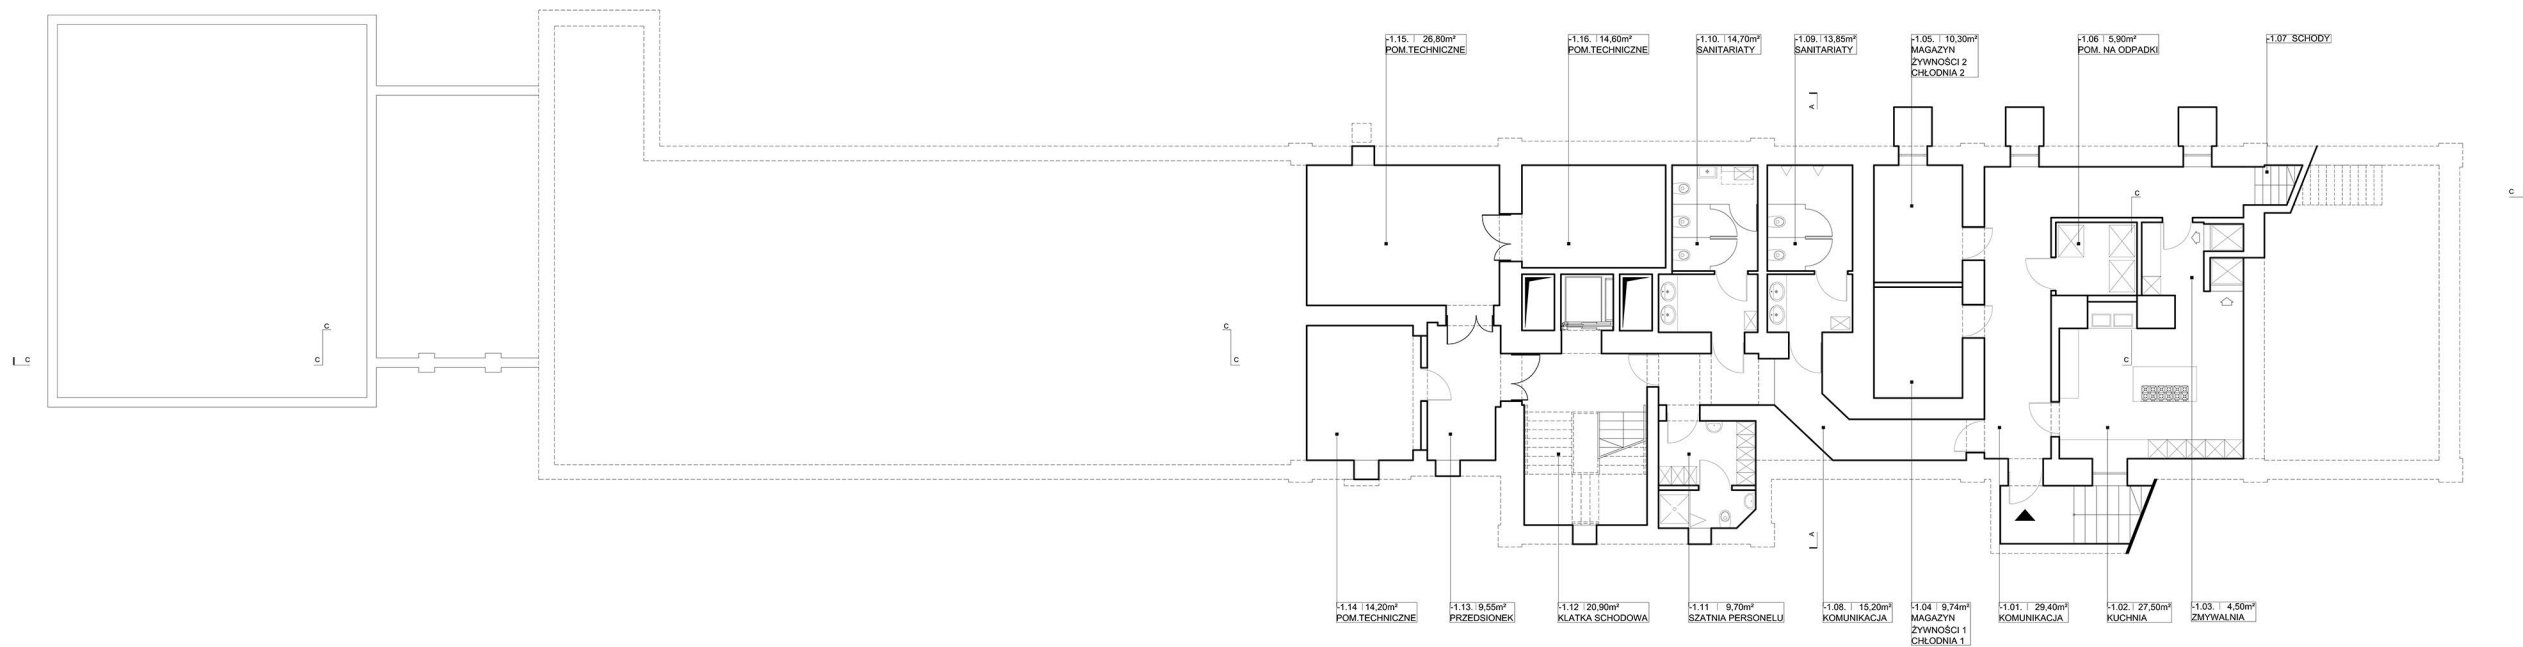 -1.15. 26,80m²
POM.TECHNICZNE
-1.16. 14,60m²
POM.TECHNICZNE
-1.10. 14,70m²
SANITARIATY
-1.09. 13,85m²
SANITARIATY
-1.05. 10,30m²
MAGAZYN
ŻYWNOŚCI 2
CHŁODNIA 2
-1.06 5,90m²
POM. NA ODPADKI
-1.07 SCHODY
A
C
C
C
C
C
C
C
C
A
-1.14 14,20m²
POM.TECHNICZNE
-1.13. 9,55m²
PRZEDSIONEK
-1.12 20,90m²
KLATKA SCHODOWA
-1.11 9,70m²
SZATNIA PERSONELU
-1.08. 15,20m²
KOMUNIKACJA
-1.04 9,74m²
MAGAZYN
ŻYWNOŚCI 1
CHŁODNIA 1
-1.01. 29,40m²
KOMUNIKACJA
-1.02. 27,50m²
KUCHNIA
-1.03. 4,50m²
ZMYWALNIA